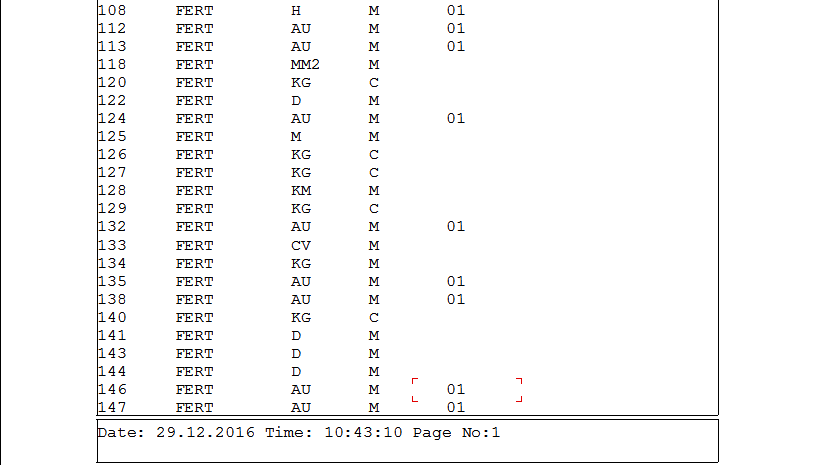 108 FERT H M 01
112 FERT AU M 01
113 FERT AU M 01
118 FERT MM2 M
120 FERT KG C
122 FERT D M
124 FERT AU M 01
125 FERT M M
126 FERT KG C
127 FERT KG C
128 FERT KM M
129 FERT KG C
132 FERT AU M 01
133 FERT CV M
134 FERT KG M
135 FERT AU M 01
138 FERT AU M 01
140 FERT KG C
141 FERT D M
143 FERT D M
144 FERT D M
146 FERT AU M 01
147 FERT AU M 01
Date: 29.12.2016 Time: 10:43:10 Page No:1